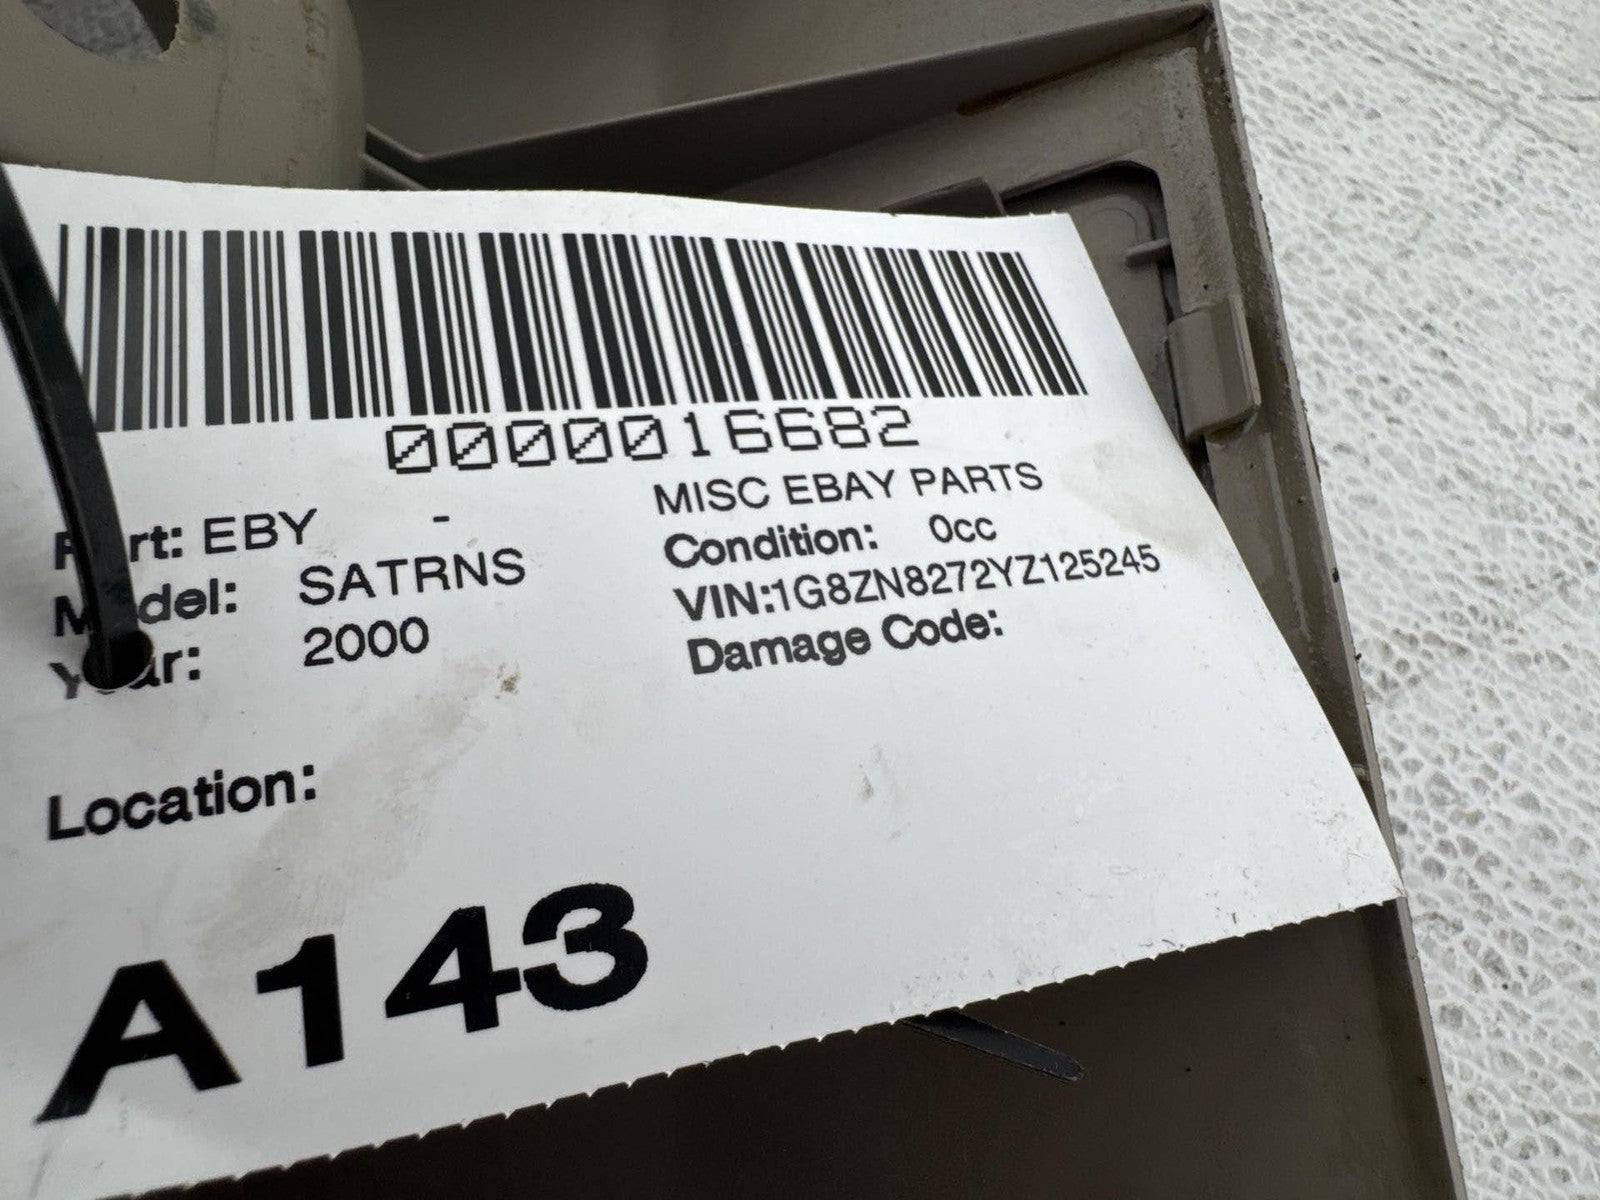 0000016682
Part: EBY - MISC EBAY PARTS
Model: SATRNS Condition: 0cc
Year: 2000 VIN:1G8ZN8272YZ125245
Damage Code:
Location:
A143